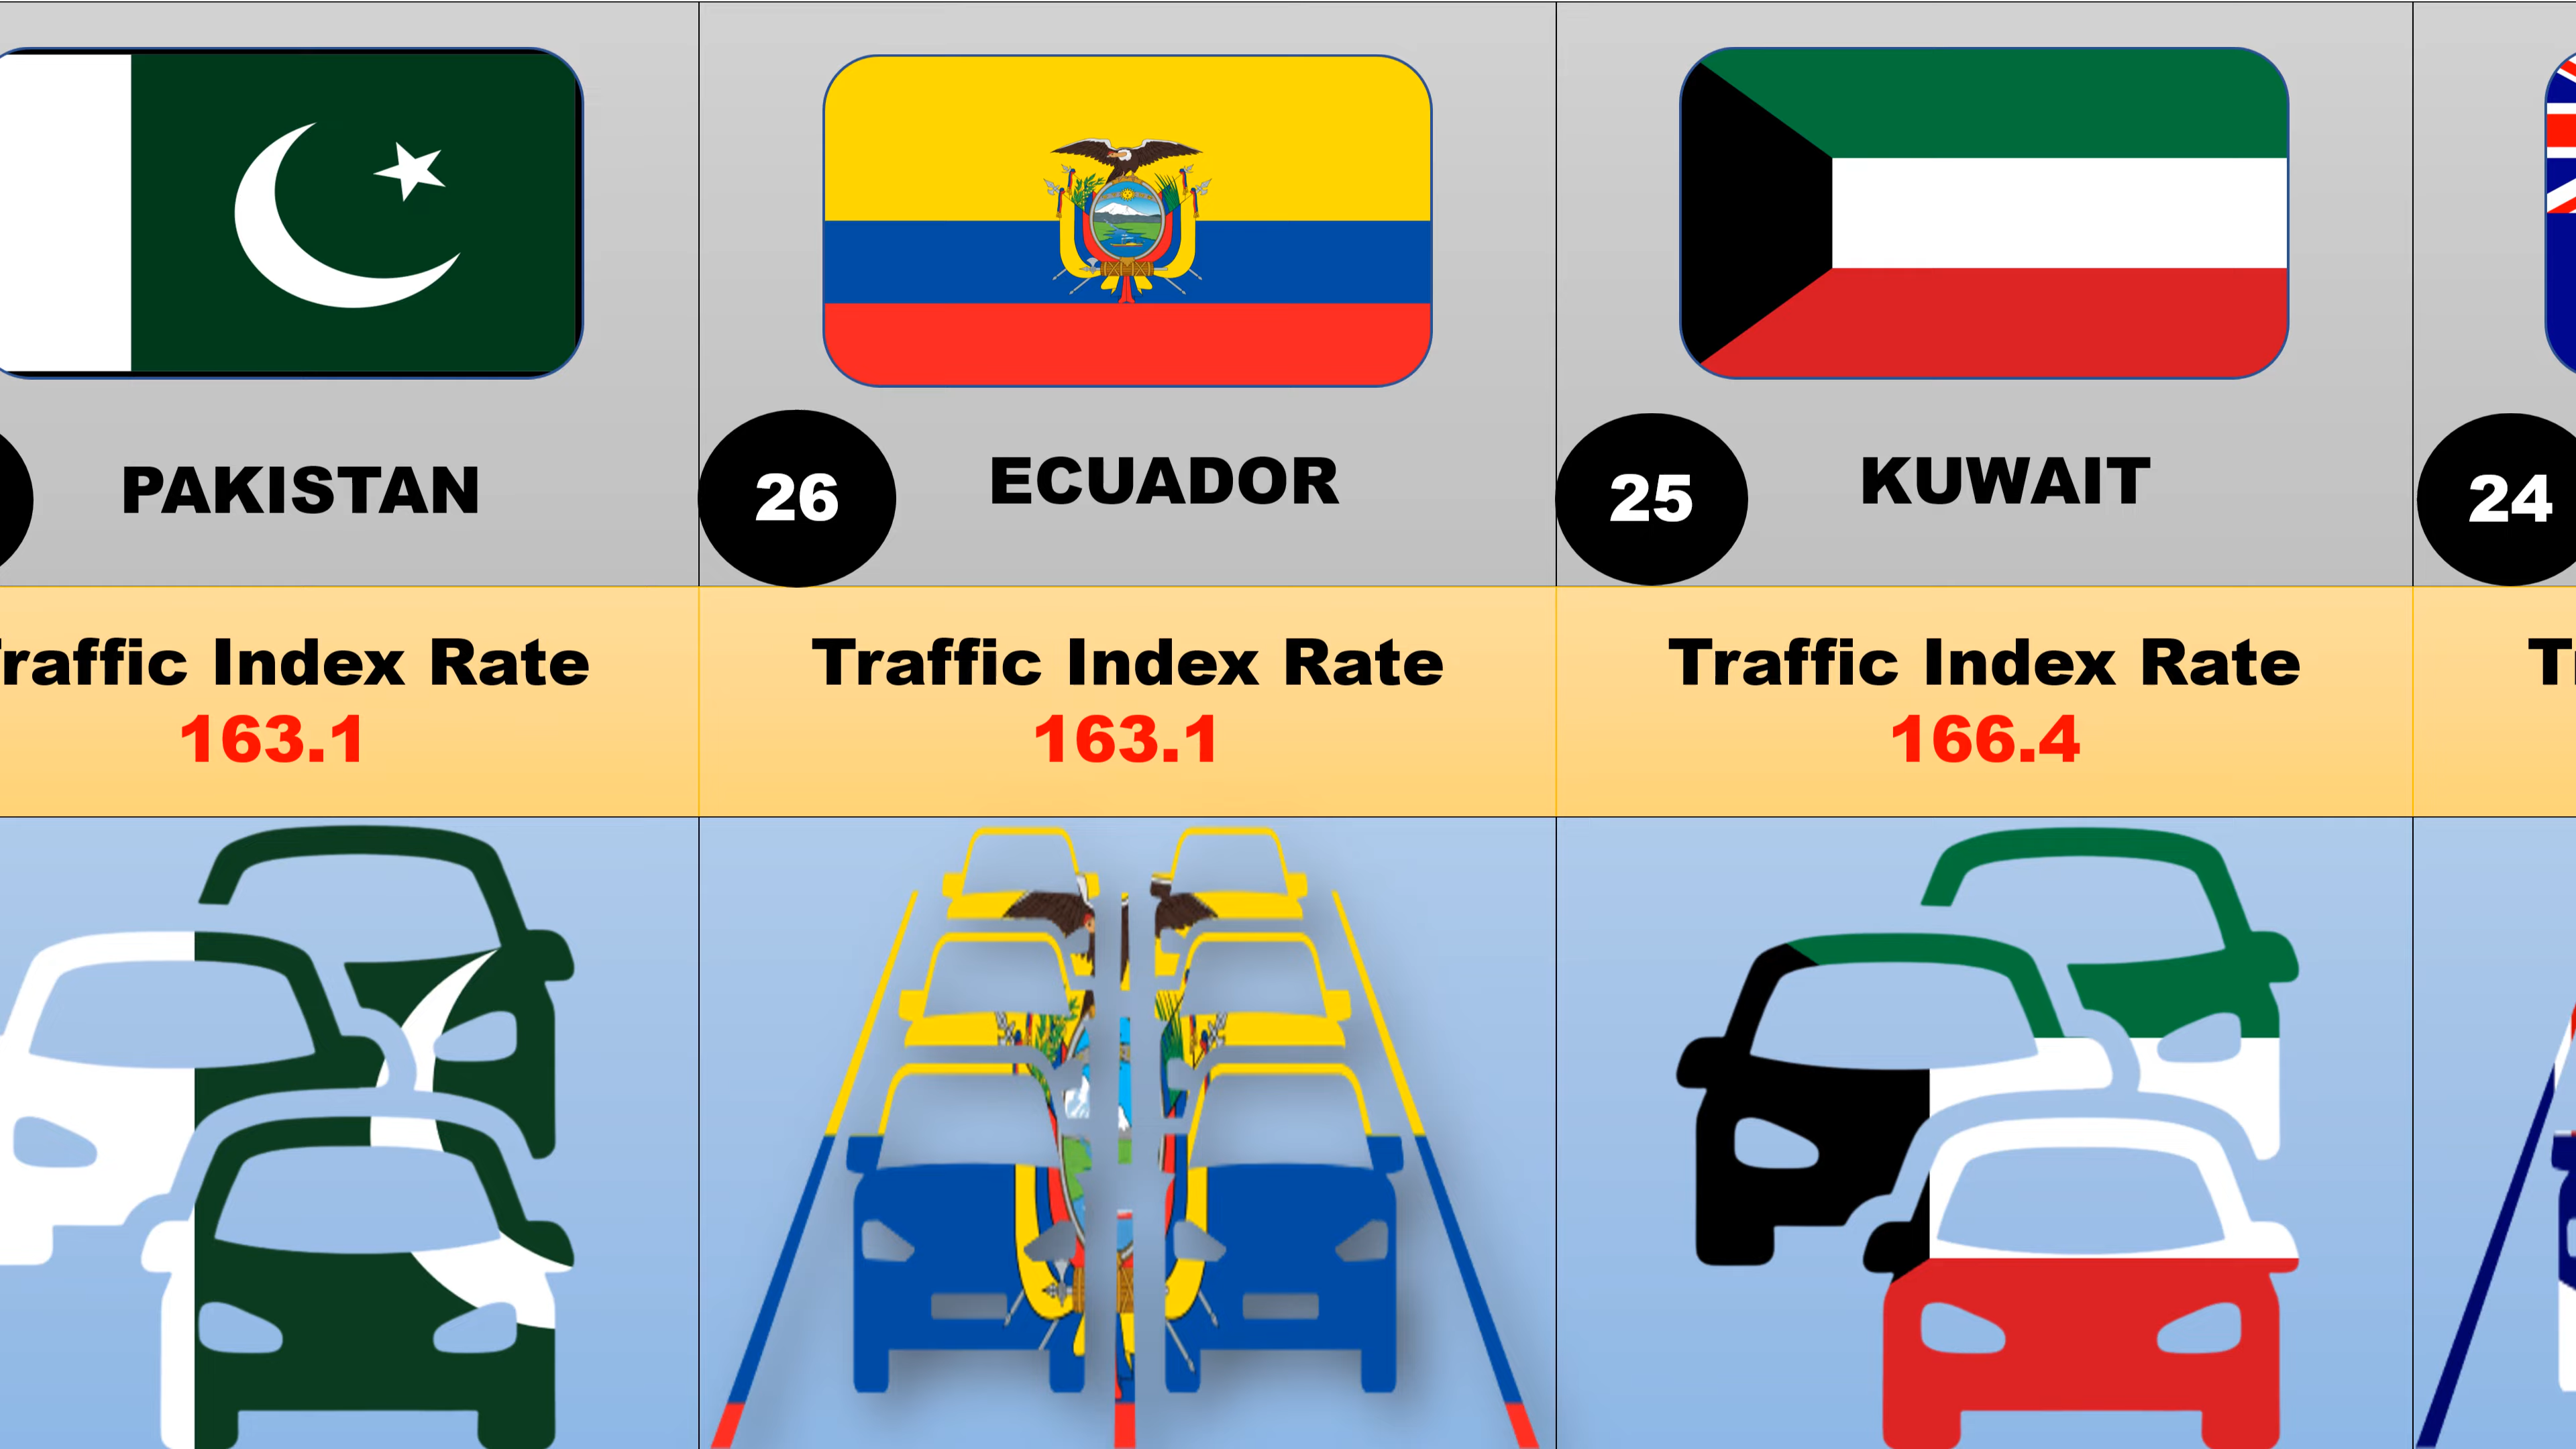 PAKISTAN
raffic Index Rate
163.1
26
ECUADOR
Traffic Index Rate
163.1
25
KUWAIT
Traffic Index Rate
166.4
24
T